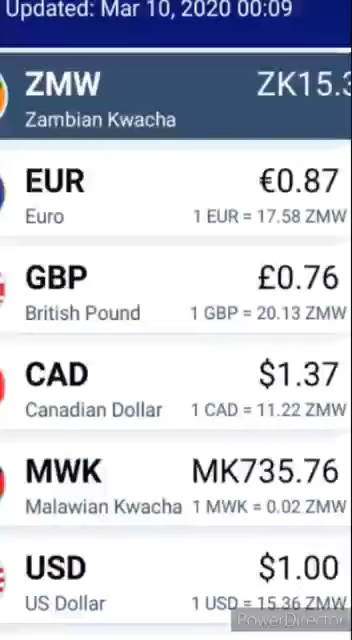 Updated: Mar 10, 2020 00:09
ZMW ZK15.3
Zambian Kwacha
EUR €0.87
Euro 1 EUR = 17.58 ZMW
GBP £0.76
British Pound 1 GBP = 20.13 ZMW
CAD $1.37
Canadian Dollar 1 CAD = 11.22 ZMW
MWK MK735.76
Malawian Kwacha 1 MWK = 0.02 ZMW
USD $1.00
US Dollar 1 USD = 15.36 ZMW
PowerDirector